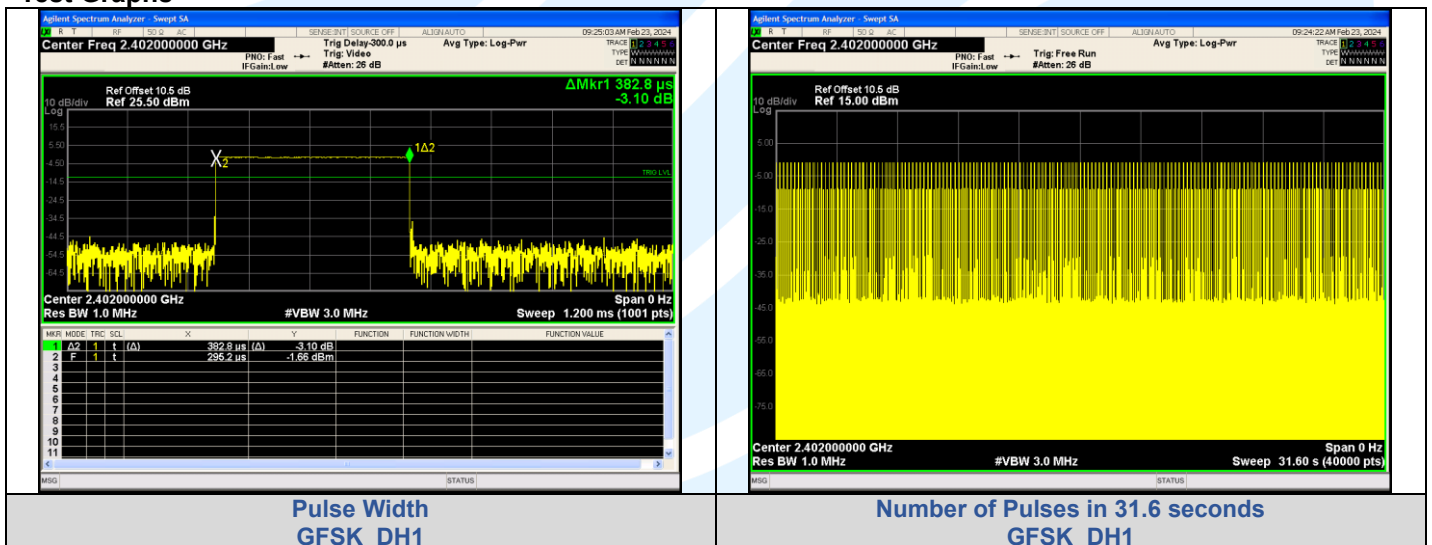 Test Graphs
Agilent Spectrum Analyzer - Swept SA
R T RF 50 Ω AC SENSE:INT SOURCE OFF ALIGN AUTO 09:25:03 AM Feb 23, 2024
Center Freq 2.402000000 GHz
Trig Delay-300.0 µs Avg Type: Log-Pwr TRACE 1 2 3 4 5 6
PNO: Fast Trig: Video TYPE WWWWWW
IFGain:Low #Atten: 26 dB DET N N N N N N
ΔMkr1 382.8 µs
-3.10 dB
Ref Offset 10.5 dB
10 dB/div Ref 25.50 dBm
Log
15.5
5.50
-4.50
-14.5
-24.5
-34.5
-44.5
-54.5
-64.5
X2
1Δ2
TRIG LVL
Center 2.402000000 GHz Span 0 Hz
Res BW 1.0 MHz #VBW 3.0 MHz Sweep 1.200 ms (1001 pts)
MKR MODE TRC SCL X Y FUNCTION FUNCTION WIDTH FUNCTION VALUE
1 Δ2 1 t (Δ) 382.8 us (Δ) -3.10 dB
2 F 1 t 295.2 us -1.66 dBm
3
4
5
6
7
8
9
10
11
MSG STATUS
Pulse Width
GFSK_DH1
Agilent Spectrum Analyzer - Swept SA
R T RF 50 Ω AC SENSE:INT SOURCE OFF ALIGN AUTO 09:24:22 AM Feb 23, 2024
Center Freq 2.402000000 GHz
Avg Type: Log-Pwr TRACE 1 2 3 4 5 6
PNO: Fast Trig: Free Run TYPE WWWWWW
IFGain:Low #Atten: 26 dB DET N N N N N N
Ref Offset 10.5 dB
10 dB/div Ref 15.00 dBm
Log
5.00
-5.00
-15.0
-25.0
-35.0
-45.0
-55.0
-65.0
-75.0
Center 2.402000000 GHz Span 0 Hz
Res BW 1.0 MHz #VBW 3.0 MHz Sweep 31.60 s (40000 pts)
MSG STATUS
Number of Pulses in 31.6 seconds
GFSK_DH1